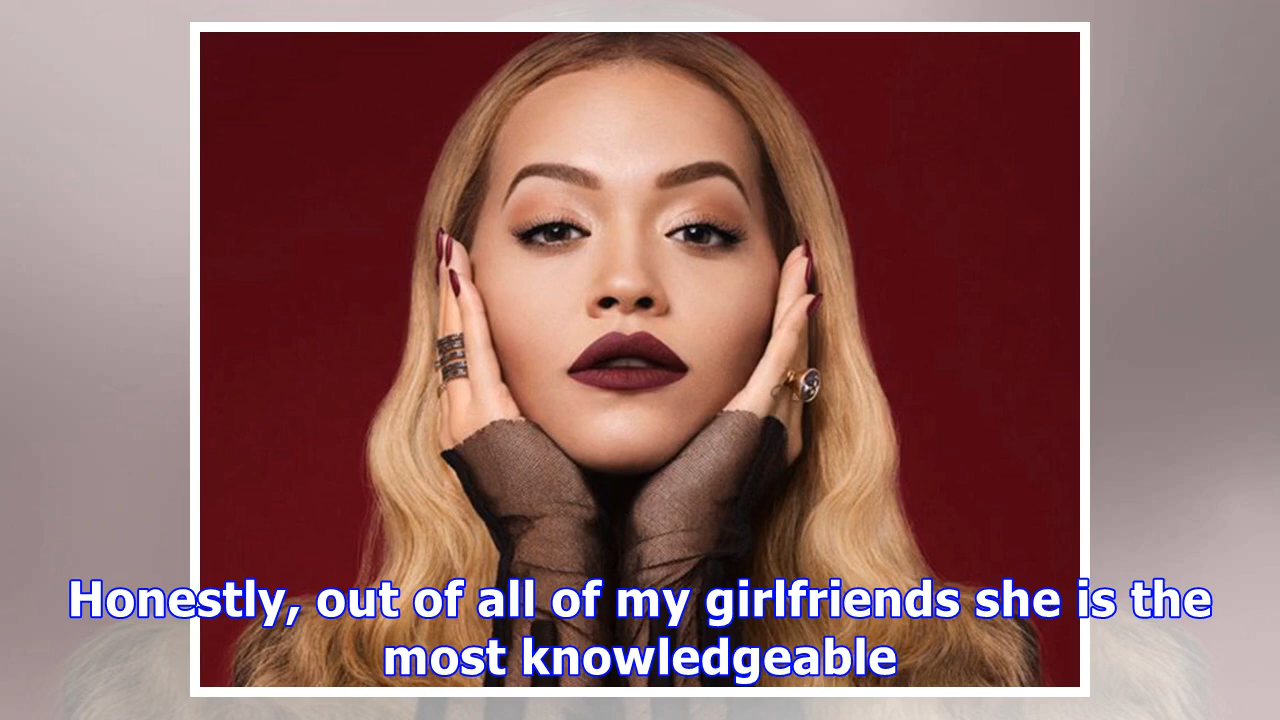 Honestly, out of all of my girlfriends she is the
most knowledgeable